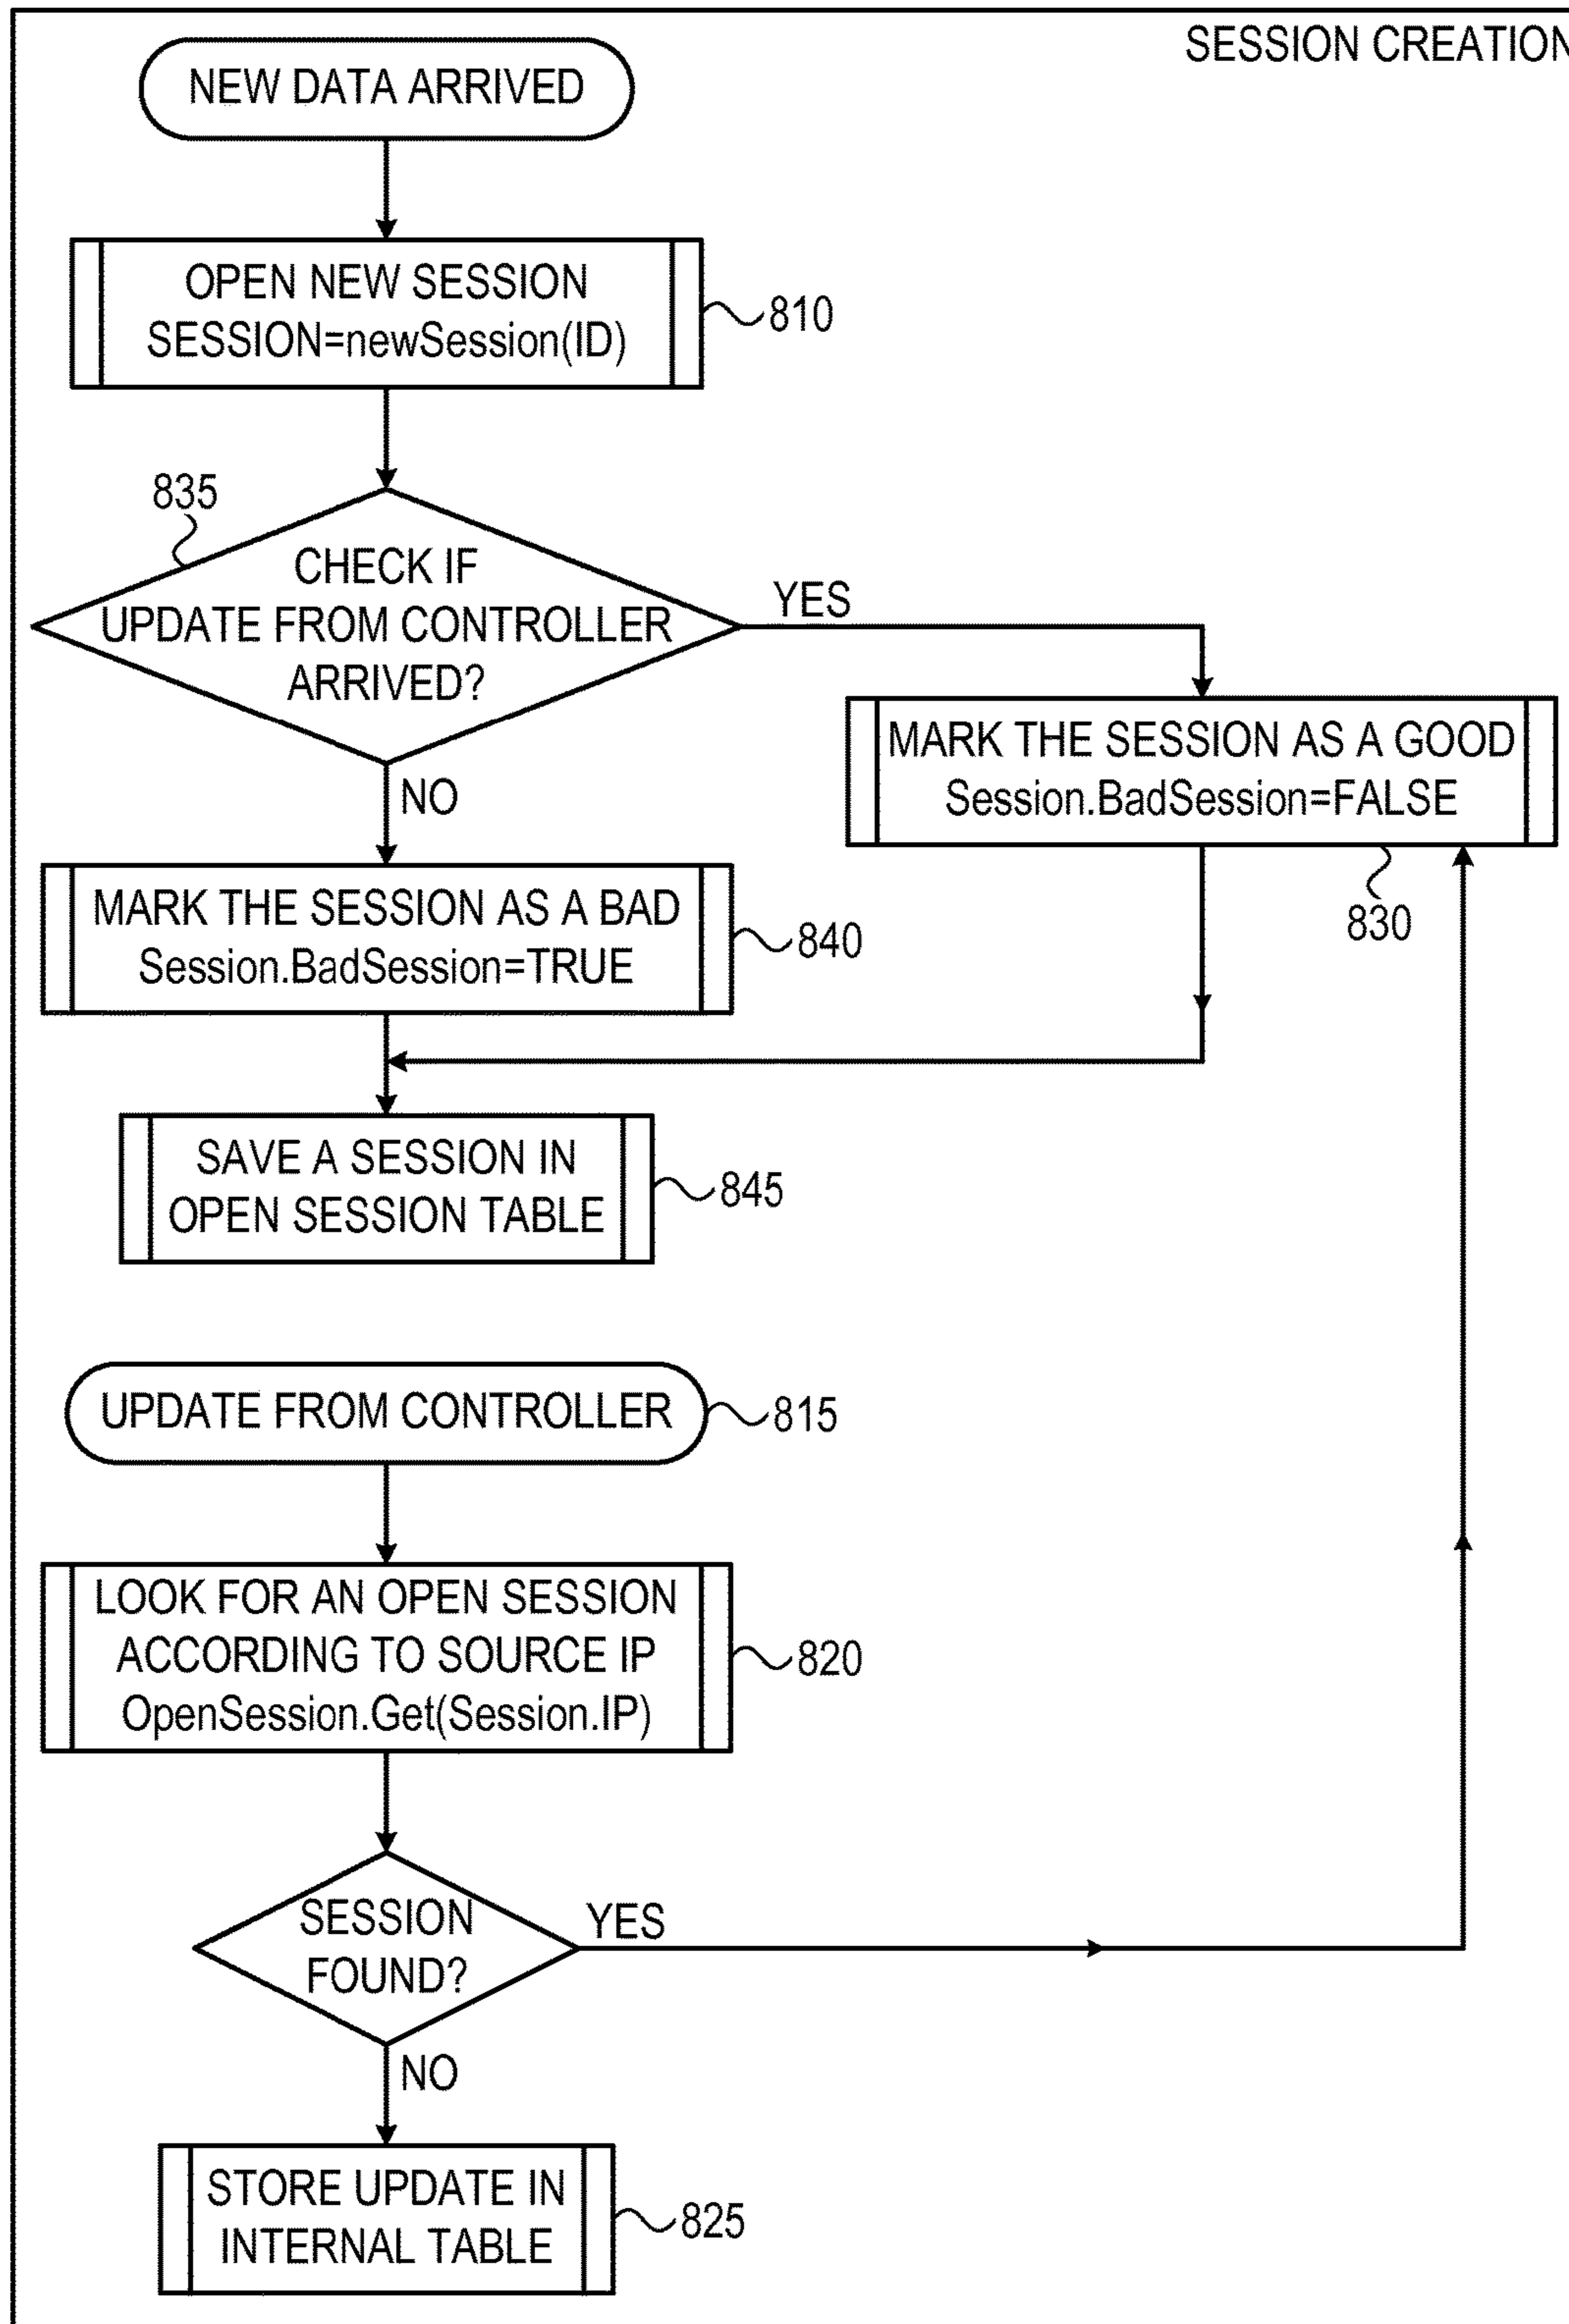 SESSION CREATION
NEW DATA ARRIVED
OPEN NEW SESSION
SESSION=newSession(ID)
810
835
CHECK IF
UPDATE FROM CONTROLLER
ARRIVED?
YES
NO
MARK THE SESSION AS A GOOD
Session.BadSession=FALSE
830
MARK THE SESSION AS A BAD
Session.BadSession=TRUE
840
SAVE A SESSION IN
OPEN SESSION TABLE
845
UPDATE FROM CONTROLLER
815
LOOK FOR AN OPEN SESSION
ACCORDING TO SOURCE IP
OpenSession.Get(Session.IP)
820
SESSION
FOUND?
YES
NO
STORE UPDATE IN
INTERNAL TABLE
825